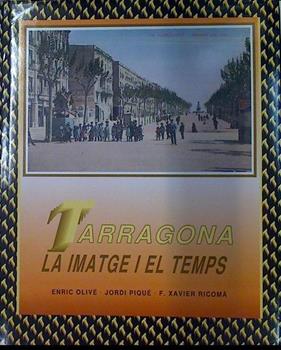 TARRAGONA
LA IMATGE I EL TEMPS
ENRIC OLIVÉ · JORDI PIQUÉ · F. XAVIER RICOMÀ